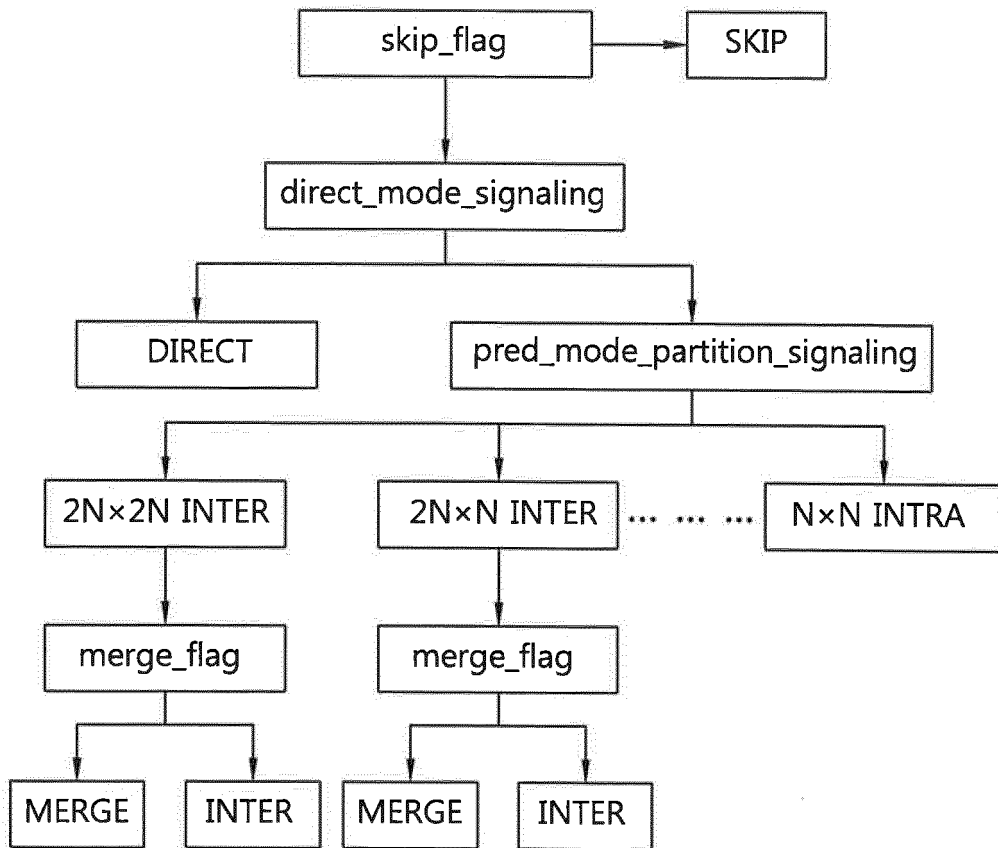 skip_flag
SKIP
direct_mode_signaling
DIRECT
pred_mode_partition_signaling
2N×2N INTER
2N×N INTER
... ... ...
N×N INTRA
merge_flag
merge_flag
MERGE
INTER
MERGE
INTER